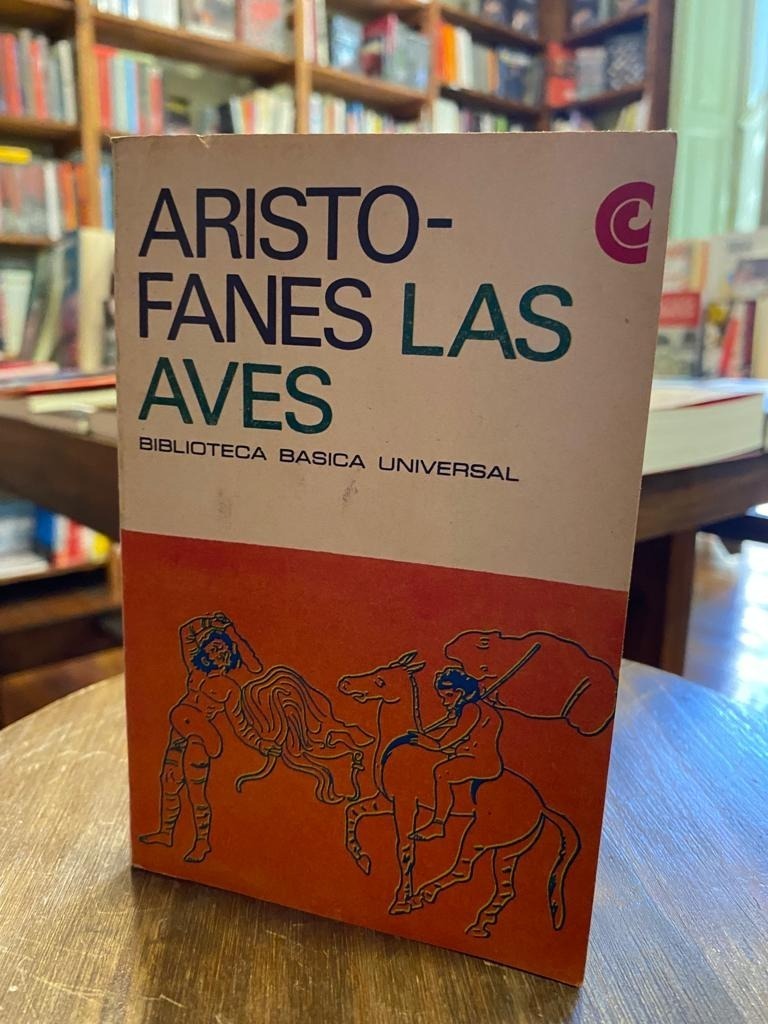 ARISTO-
FANES LAS
AVES
BIBLIOTECA BASICA UNIVERSAL